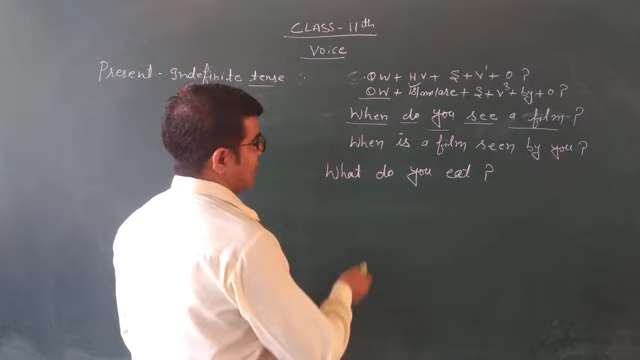 CLASS - 11th
Voice
Present - Indefinite tense :
QW + H.V + S + V¹ + O ?
QW + is/am/are + S + V³ + by + O ?
When do you see a film ?
When is a film seen by you ?
What do you eat ?